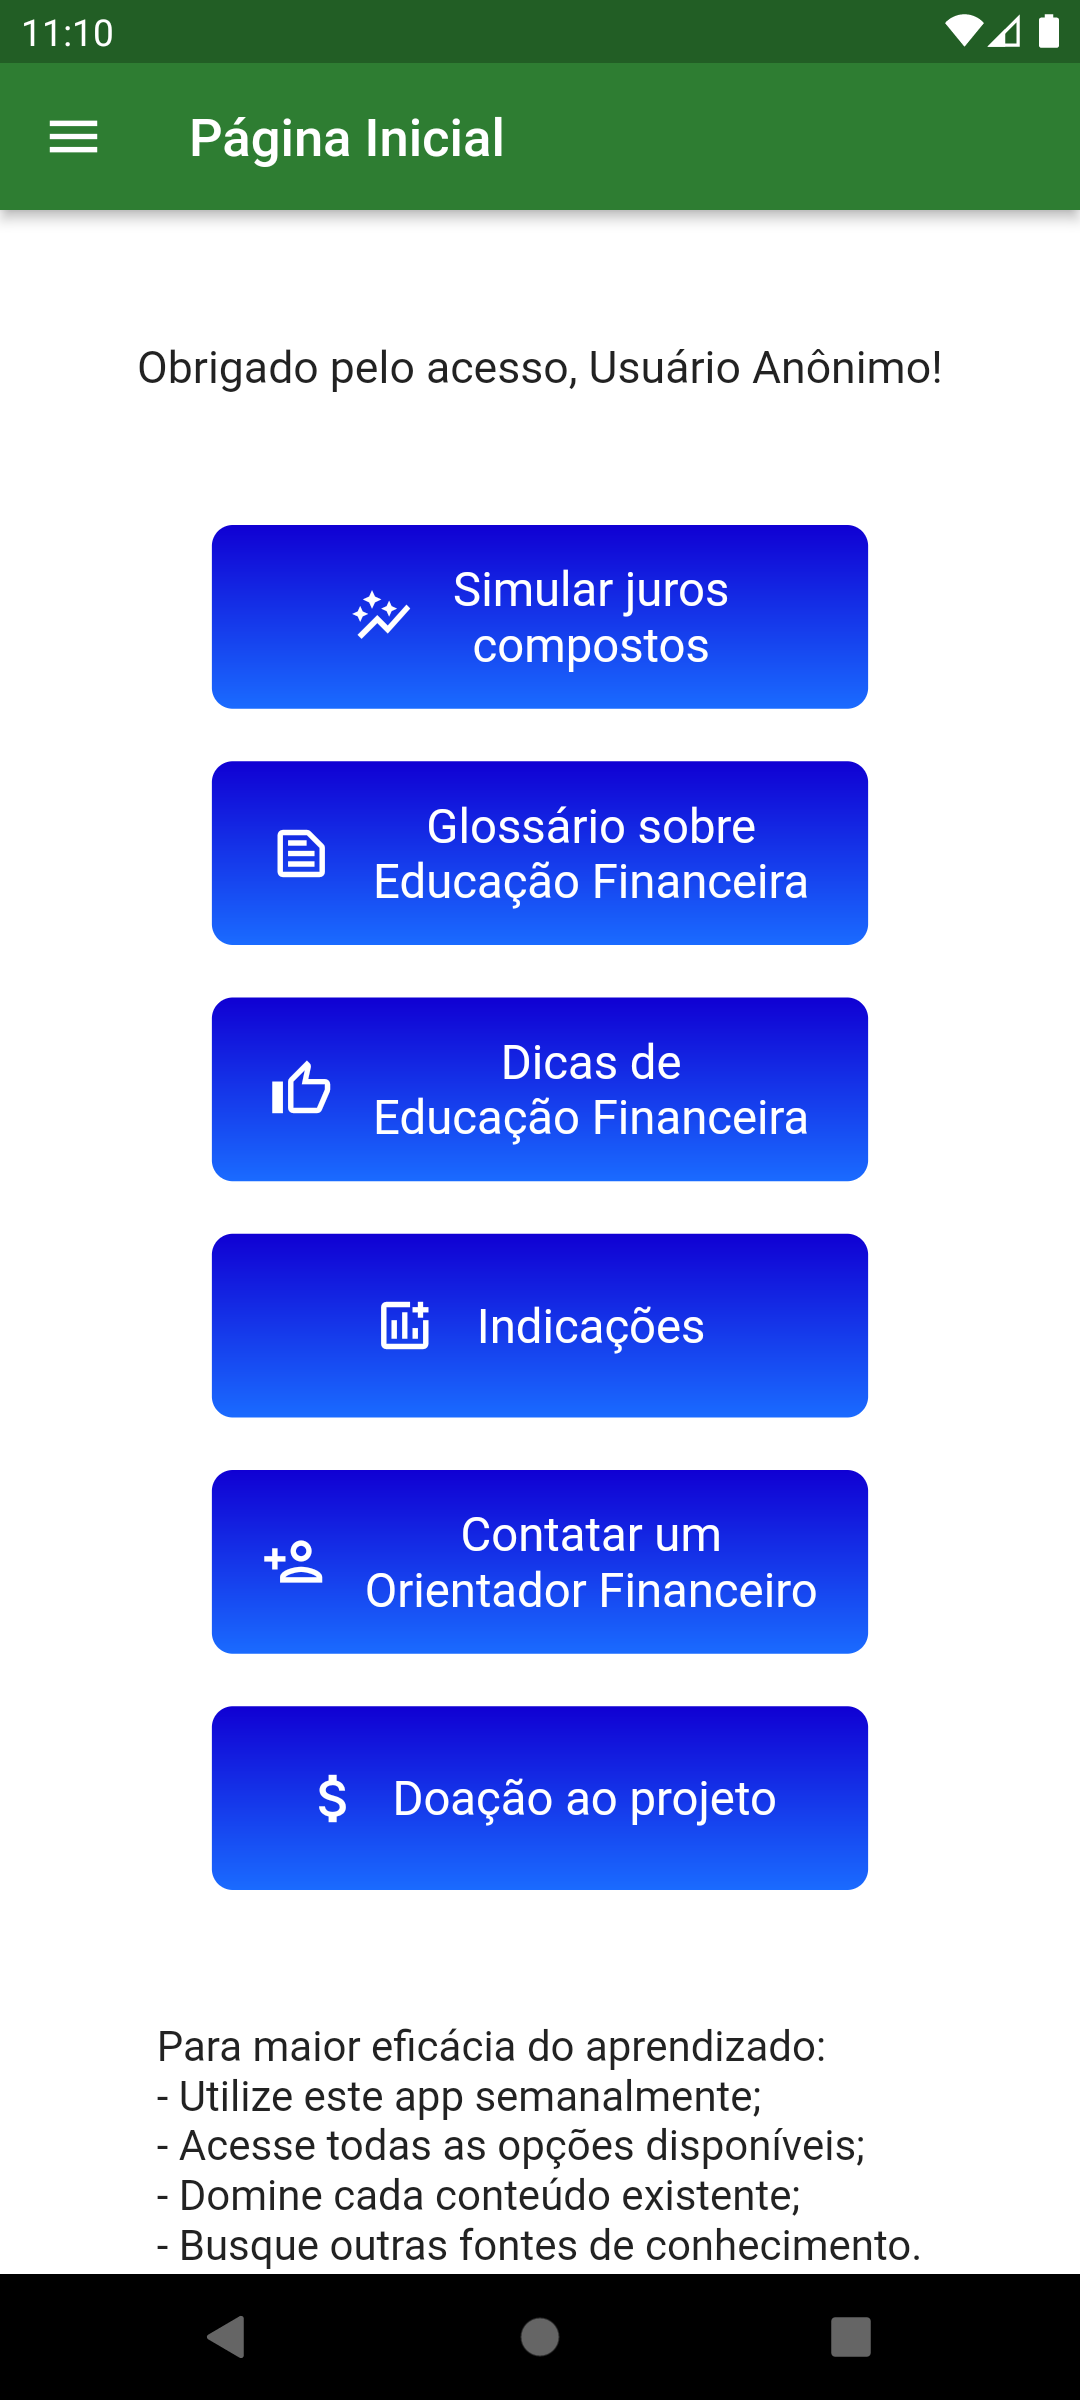 11:10
Página Inicial
Obrigado pelo acesso, Usuário Anônimo!
Simular juros
compostos
Glossário sobre
Educação Financeira
Dicas de
Educação Financeira
Indicações
Contatar um
Orientador Financeiro
Doação ao projeto
Para maior eficácia do aprendizado:
- Utilize este app semanalmente;
- Acesse todas as opções disponíveis;
- Domine cada conteúdo existente;
- Busque outras fontes de conhecimento.